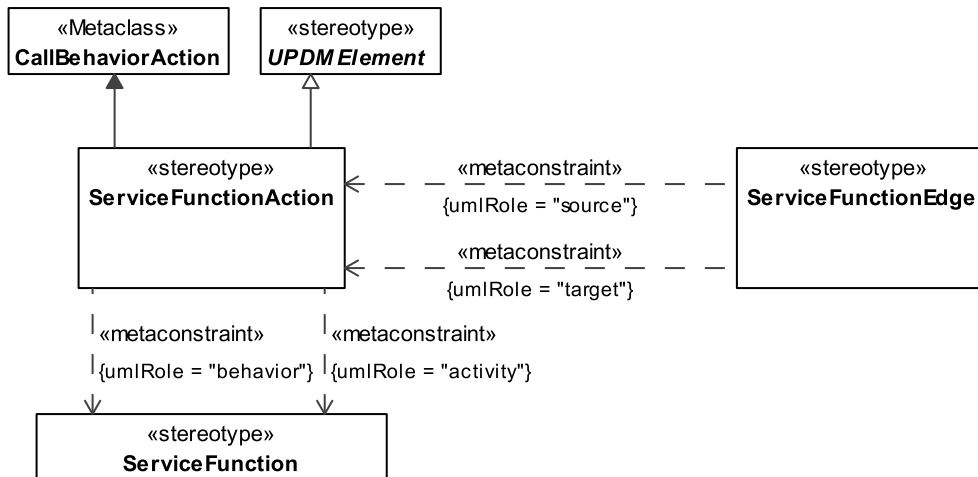 «Metaclass»
CallBehaviorAction
«stereotype»
UPDMElement
«stereotype»
ServiceFunctionAction
«metaconstraint»
{umlRole = "source"}
«metaconstraint»
{umlRole = "target"}
«stereotype»
ServiceFunctionEdge
«metaconstraint»
{umlRole = "behavior"}
«metaconstraint»
{umlRole = "activity"}
«stereotype»
ServiceFunction